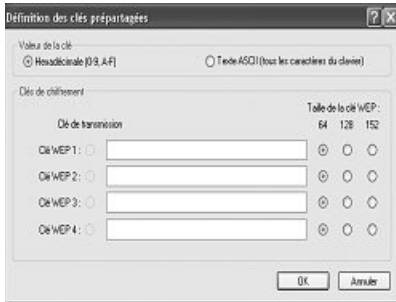 Définition des clés prépartagées
Valeur de la clé
Hexadécimale (0-9, A-F)
Texte ASCII (tous les caractères du clavier)
Clés de chiffrement
Taille de la clé WEP :
Clé de transmission
64 128 152
Clé WEP 1 :
Clé WEP 2 :
Clé WEP 3 :
Clé WEP 4 :
OK Annuler